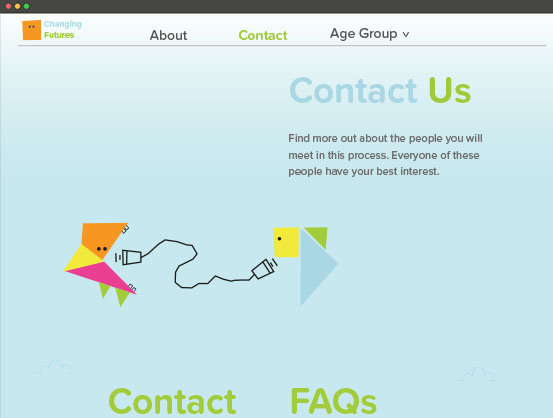 Changing
Futures
About
Contact
Age Group
Contact Us
Find more out about the people you will
meet in this process. Everyone of these
people have your best interest.
Contact
FAQs